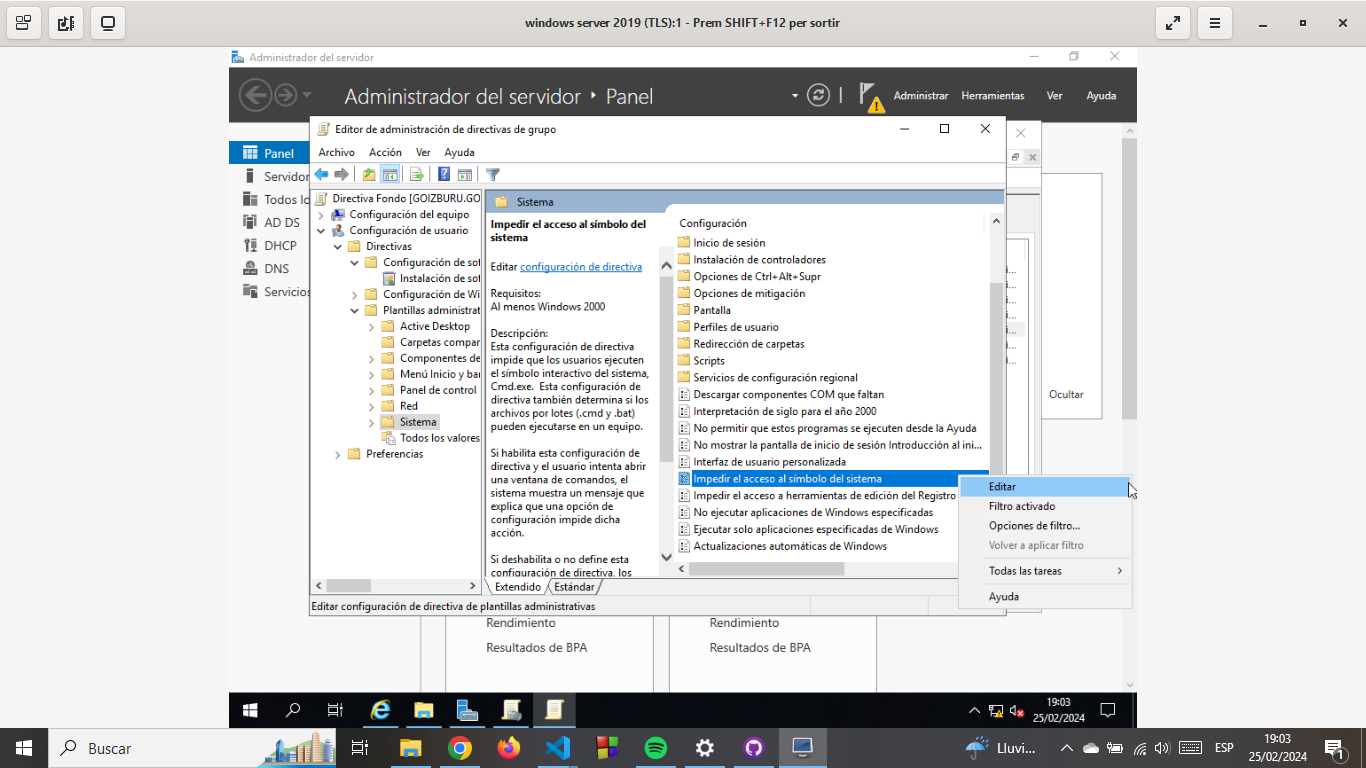 windows server 2019 (TLS):1 - Prem SHIFT+F12 per sortir
Administrador del servidor
Administrador del servidor
Panel
Administrar
Herramientas
Ver
Ayuda
Panel
Servidor
Todos lo
AD DS
DHCP
DNS
Servicios
Editor de administración de directivas de grupo
Archivo
Acción
Ver
Ayuda
Directiva Fondo [GOIZBURU.GO
Configuración del equipo
Configuración de usuario
Directivas
Configuración de sof
Instalación de sof
Configuración de Wi
Plantillas administrat
Active Desktop
Carpetas compar
Componentes de
Menú Inicio y bar
Panel de control
Red
Sistema
Todos los valores
Preferencias
Sistema
Impedir el acceso al símbolo del
sistema
Editar configuración de directiva
Requisitos:
Al menos Windows 2000
Descripción:
Esta configuración de directiva
impide que los usuarios ejecuten
el símbolo interactivo del sistema,
Cmd.exe. Esta configuración de
directiva también determina si los
archivos por lotes (.cmd y .bat)
pueden ejecutarse en un equipo.
Si habilita esta configuración de
directiva y el usuario intenta abrir
una ventana de comandos, el
sistema muestra un mensaje que
explica que una opción de
configuración impide dicha
acción.
Si deshabilita o no define esta
configuración de directiva, los
Configuración
Inicio de sesión
Instalación de controladores
Opciones de Ctrl+Alt+Supr
Opciones de mitigación
Pantalla
Perfiles de usuario
Redirección de carpetas
Scripts
Servicios de configuración regional
Descargar componentes COM que faltan
Interpretación de siglo para el año 2000
No permitir que estos programas se ejecuten desde la Ayuda
No mostrar la pantalla de inicio de sesión Introducción al ini...
Interfaz de usuario personalizada
Impedir el acceso al símbolo del sistema
Impedir el acceso a herramientas de edición del Registro
No ejecutar aplicaciones de Windows especificadas
Ejecutar solo aplicaciones especificadas de Windows
Actualizaciones automáticas de Windows
Editar
Filtro activado
Opciones de filtro...
Volver a aplicar filtro
Todas las tareas
Ayuda
Ocultar
Extendido
Estándar
Editar configuración de directiva de plantillas administrativas
Rendimiento
Resultados de BPA
Rendimiento
Resultados de BPA
19:03
25/02/2024
Buscar
Lluvi...
ESP
19:03
25/02/2024
1